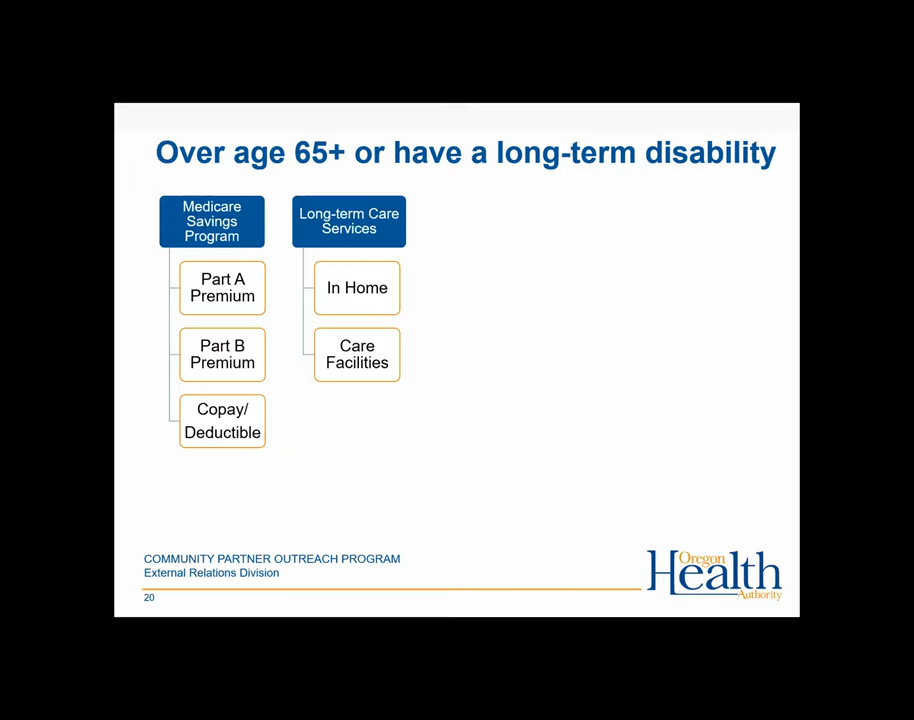 Over age 65+ or have a long-term disability
Medicare
Savings
Program
Part A
Premium
Part B
Premium
Copay/
Deductible
Long-term Care
Services
In Home
Care
Facilities
COMMUNITY PARTNER OUTREACH PROGRAM
External Relations Division
20
Oregon
Health
Authority